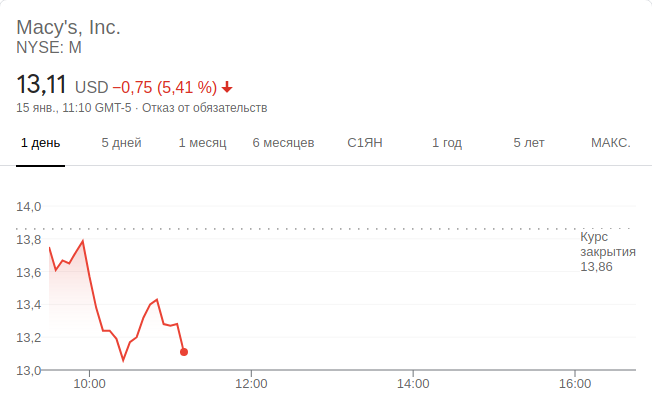 Macy's, Inc.
NYSE: M
13,11 USD −0,75 (5,41 %)
15 янв., 11:10 GMT-5 · Отказ от обязательств
1 день 5 дней 1 месяц 6 месяцев С1ЯН 1 год 5 лет МАКС.
14,0
13,8
13,6
13,4
13,2
13,0
Курс
закрытия
13,86
10:00 12:00 14:00 16:00